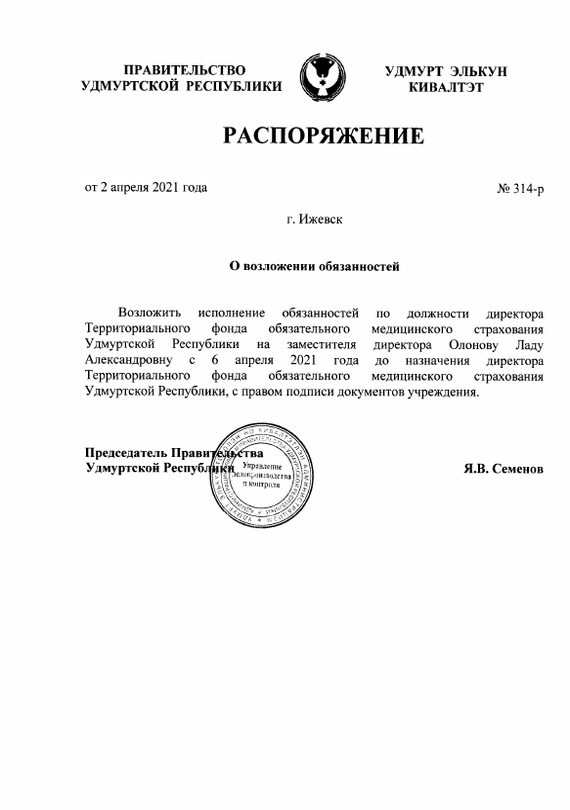 ПРАВИТЕЛЬСТВО
УДМУРТСКОЙ РЕСПУБЛИКИ
УДМУРТ ЭЛЬКУН
КИВАЛТЭТ
РАСПОРЯЖЕНИЕ
от 2 апреля 2021 года
№ 314-р
г. Ижевск
О возложении обязанностей
Возложить исполнение обязанностей по должности директора
Территориального фонда обязательного медицинского страхования
Удмуртской Республики на заместителя директора Олонову Ладу
Александровну с 6 апреля 2021 года до назначения директора
Территориального фонда обязательного медицинского страхования
Удмуртской Республики, с правом подписи документов учреждения.
Председатель Правительства
Удмуртской Республики
Я.В. Семенов
Управление
делопроизводства
и контроля